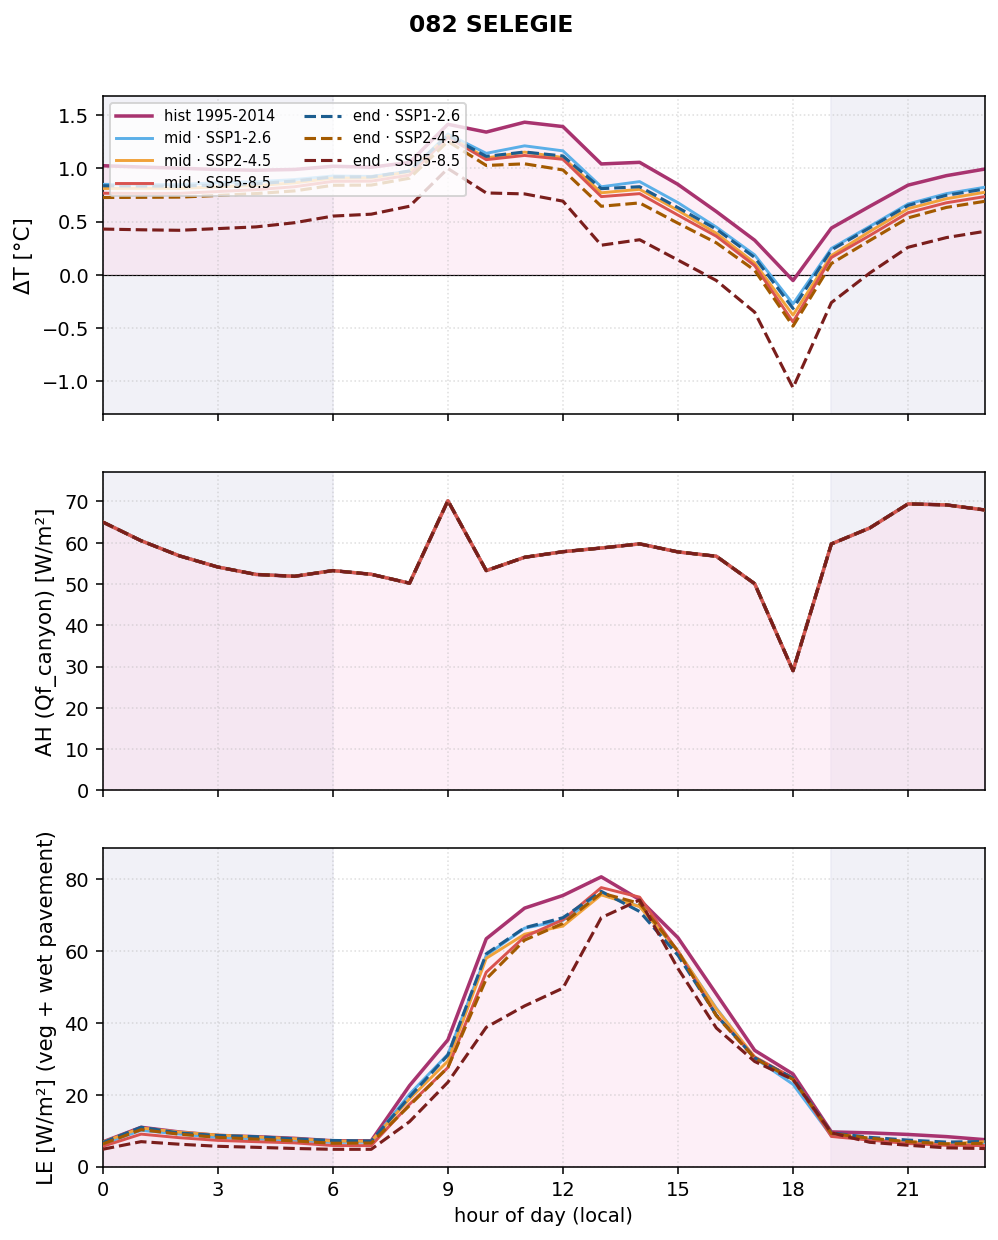 082 SELEGIE
ΔT [°C]
1.5
1.0
0.5
0.0
−0.5
−1.0
hist 1995-2014
mid · SSP1-2.6
mid · SSP2-4.5
mid · SSP5-8.5
end · SSP1-2.6
end · SSP2-4.5
end · SSP5-8.5
AH (Qf_canyon) [W/m²]
70
60
50
40
30
20
10
0
LE [W/m²] (veg + wet pavement)
80
60
40
20
0
0 3 6 9 12 15 18 21
hour of day (local)